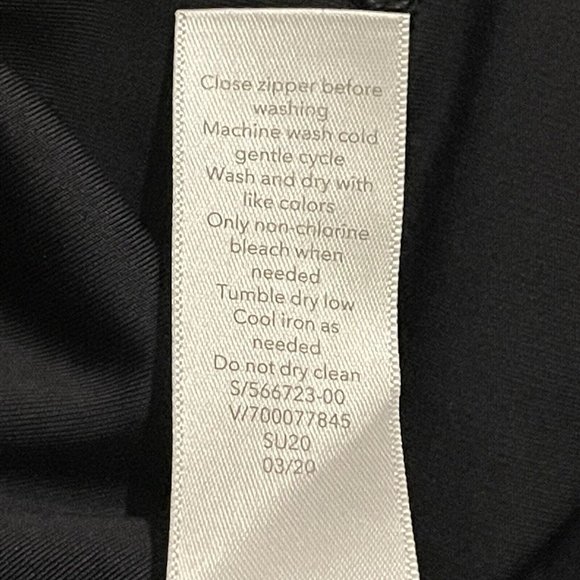 Close zipper before
washing
Machine wash cold
gentle cycle
Wash and dry with
like colors
Only non-chlorine
bleach when
needed
Tumble dry low
Cool iron as
needed
Do not dry clean
S/566723-00
V/700077845
SU20
03/20